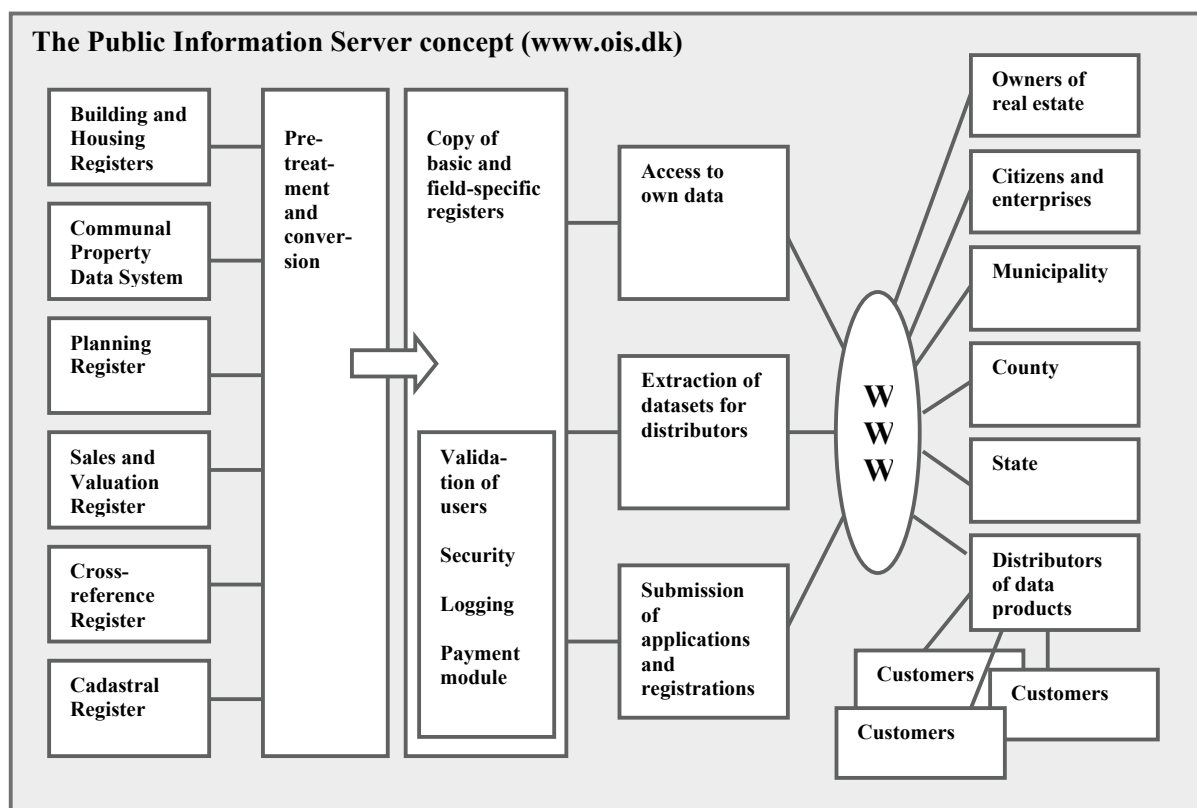 The Public Information Server concept (www.ois.dk)
Building and
Housing
Registers
Communal
Property
Data System
Planning
Register
Sales and
Valuation
Register
Cross-
reference
Register
Cadastral
Register
Pre-
treat-
ment
and
conver-
sion
Copy of
basic and
field-specific
registers
Valida-
tion of
users
Security
Logging
Payment
module
Access to
own data
Extraction of
datasets for
distributors
Submission
of
applications
and
registrations
W
W
W
Owners of
real estate
Citizens and
enterprises
Municipality
County
State
Distributors
of data
products
Customers
Customers
Customers